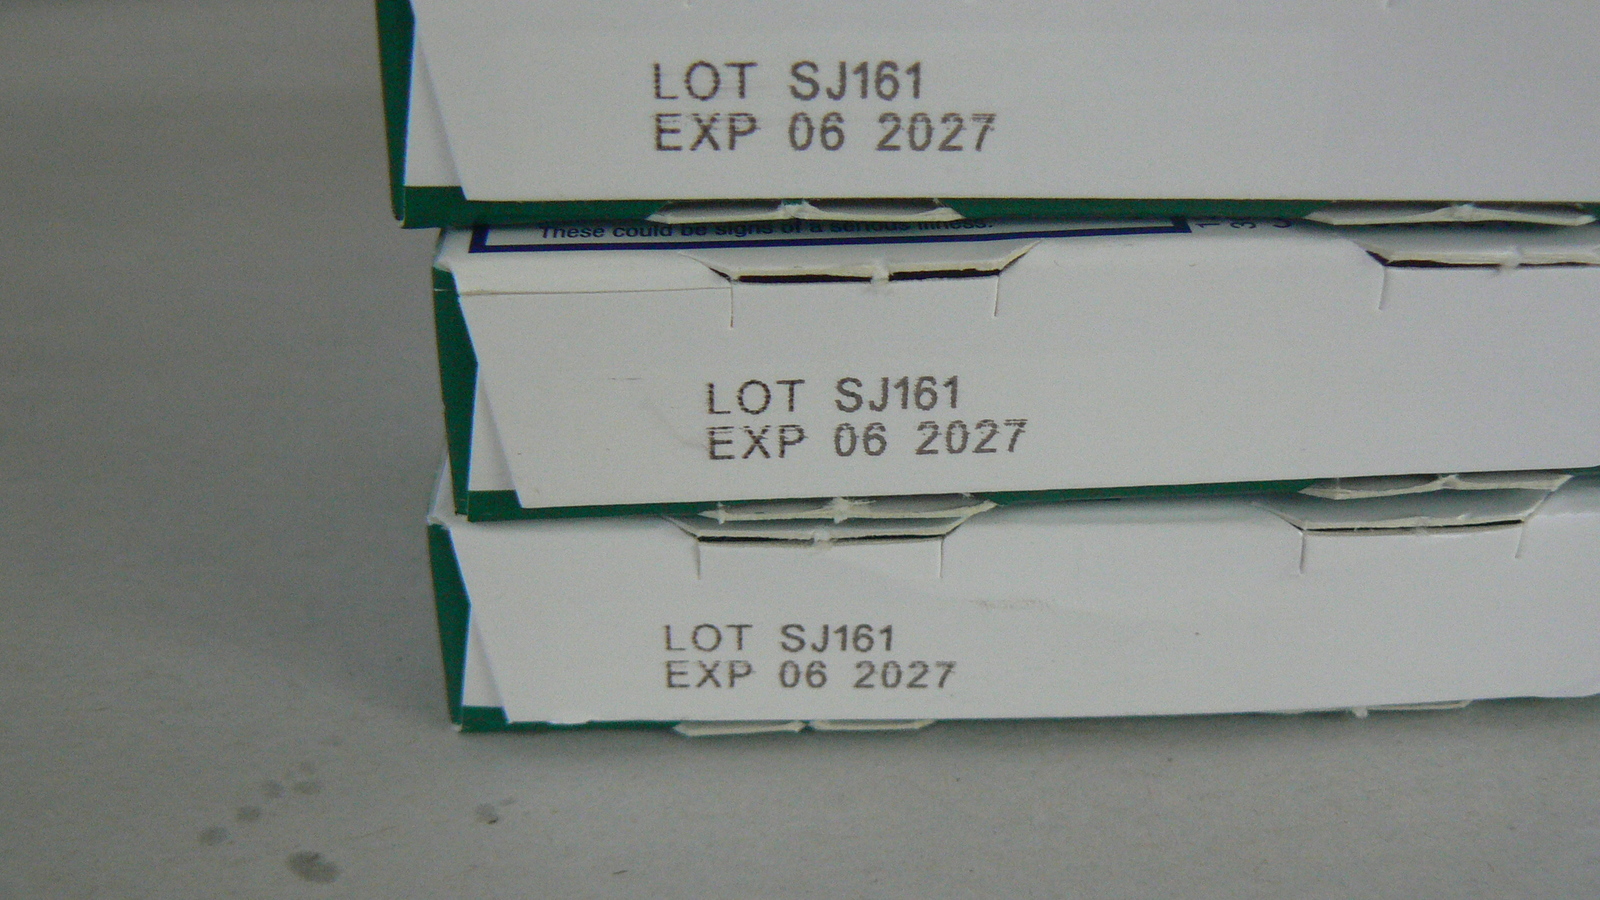 LOT SJ161
EXP 06 2027
These could be signs of a serious illness.
LOT SJ161
EXP 06 2027
LOT SJ161
EXP 06 2027